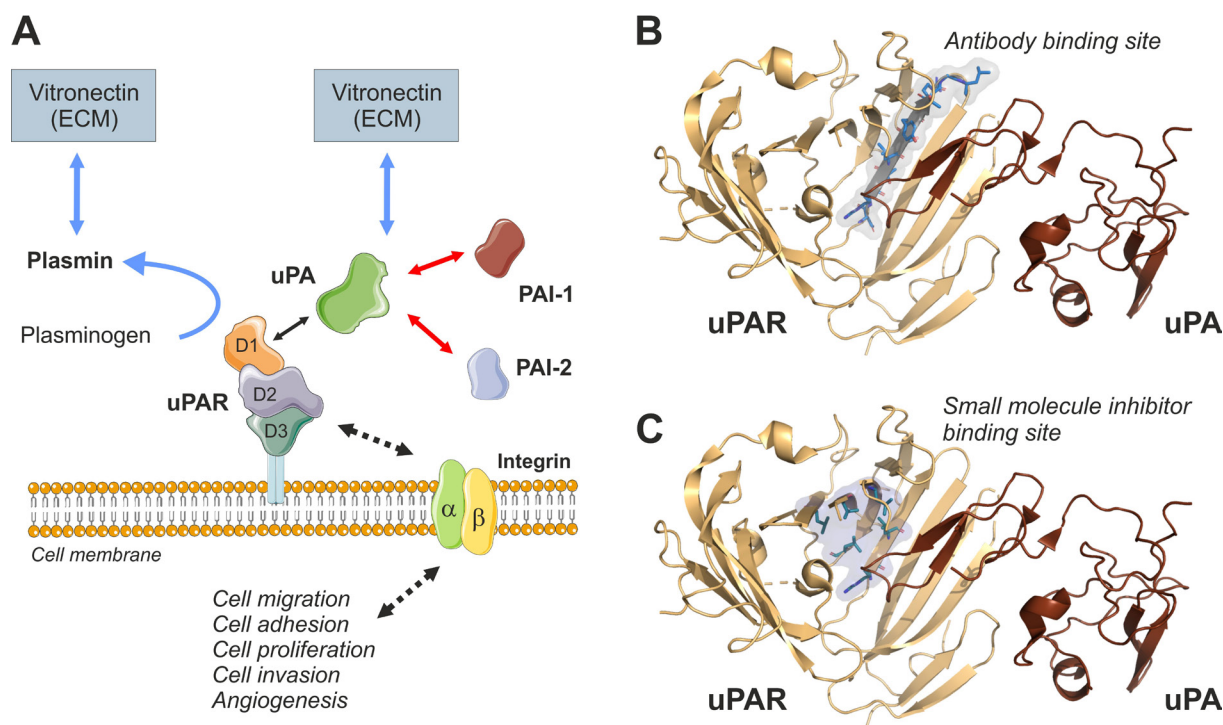 A
Vitronectin
(ECM)
Vitronectin
(ECM)
Plasmin
Plasminogen
uPA
PAI-1
PAI-2
D1
D2
D3
uPAR
Integrin
α
β
Cell membrane
Cell migration
Cell adhesion
Cell proliferation
Cell invasion
Angiogenesis
B
Antibody binding site
uPAR
uPA
C
Small molecule inhibitor
binding site
uPAR
uPA